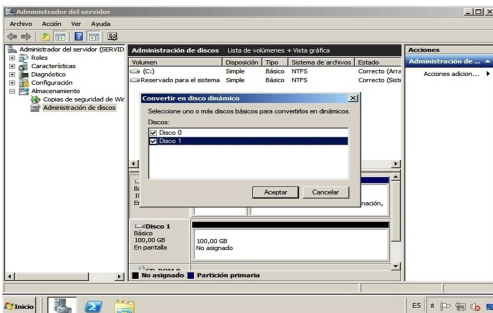 Administrador del servidor
Archivo Acción Ver Ayuda
Administrador del servidor (SERVID
Roles
Características
Diagnóstico
Configuración
Almacenamiento
Copias de seguridad de Wir
Administración de discos
Administración de discos Lista de volúmenes + Vista gráfica
Volumen Disposición Tipo Sistema de archivos Estado
(C:) Simple Básico NTFS Correcto (Arra
Reservado para el sistema Simple Básico NTFS Correcto (Siste
Acciones
Administración de ...
Acciones adicion...
Convertir en disco dinámico
Seleccione uno o más discos básicos para convertirlos en dinámicos.
Discos:
Disco 0
Disco 1
Aceptar Cancelar
nación,
Disco 1
Básico
100,00 GB
En pantalla
100,00 GB
No asignado
No asignado Partición primaria
Inicio
ES